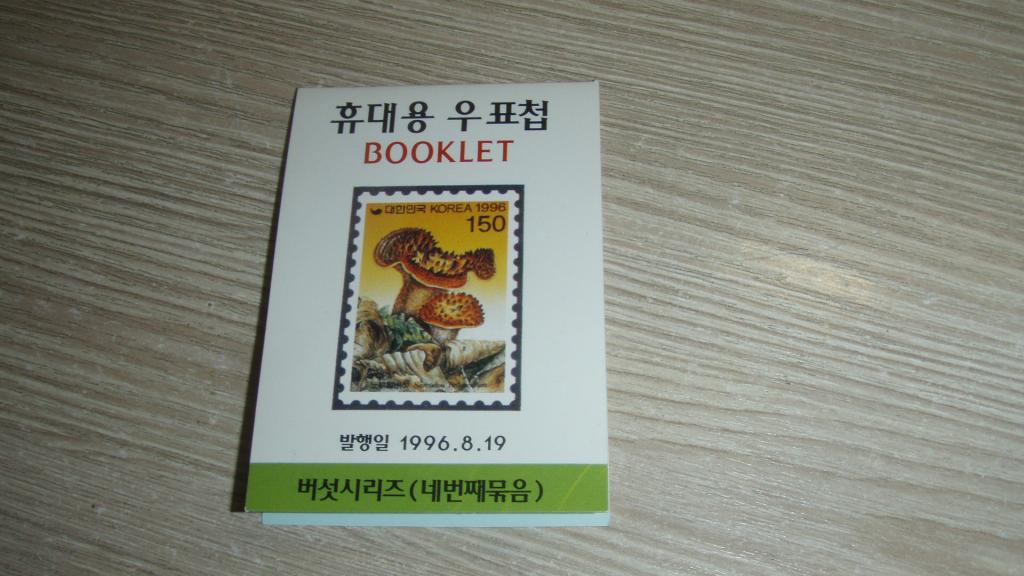 휴대용 우표첩
BOOKLET
대한민국 KOREA 1996
150
발행일 1996.8.19
버섯시리즈(네번째묶음)